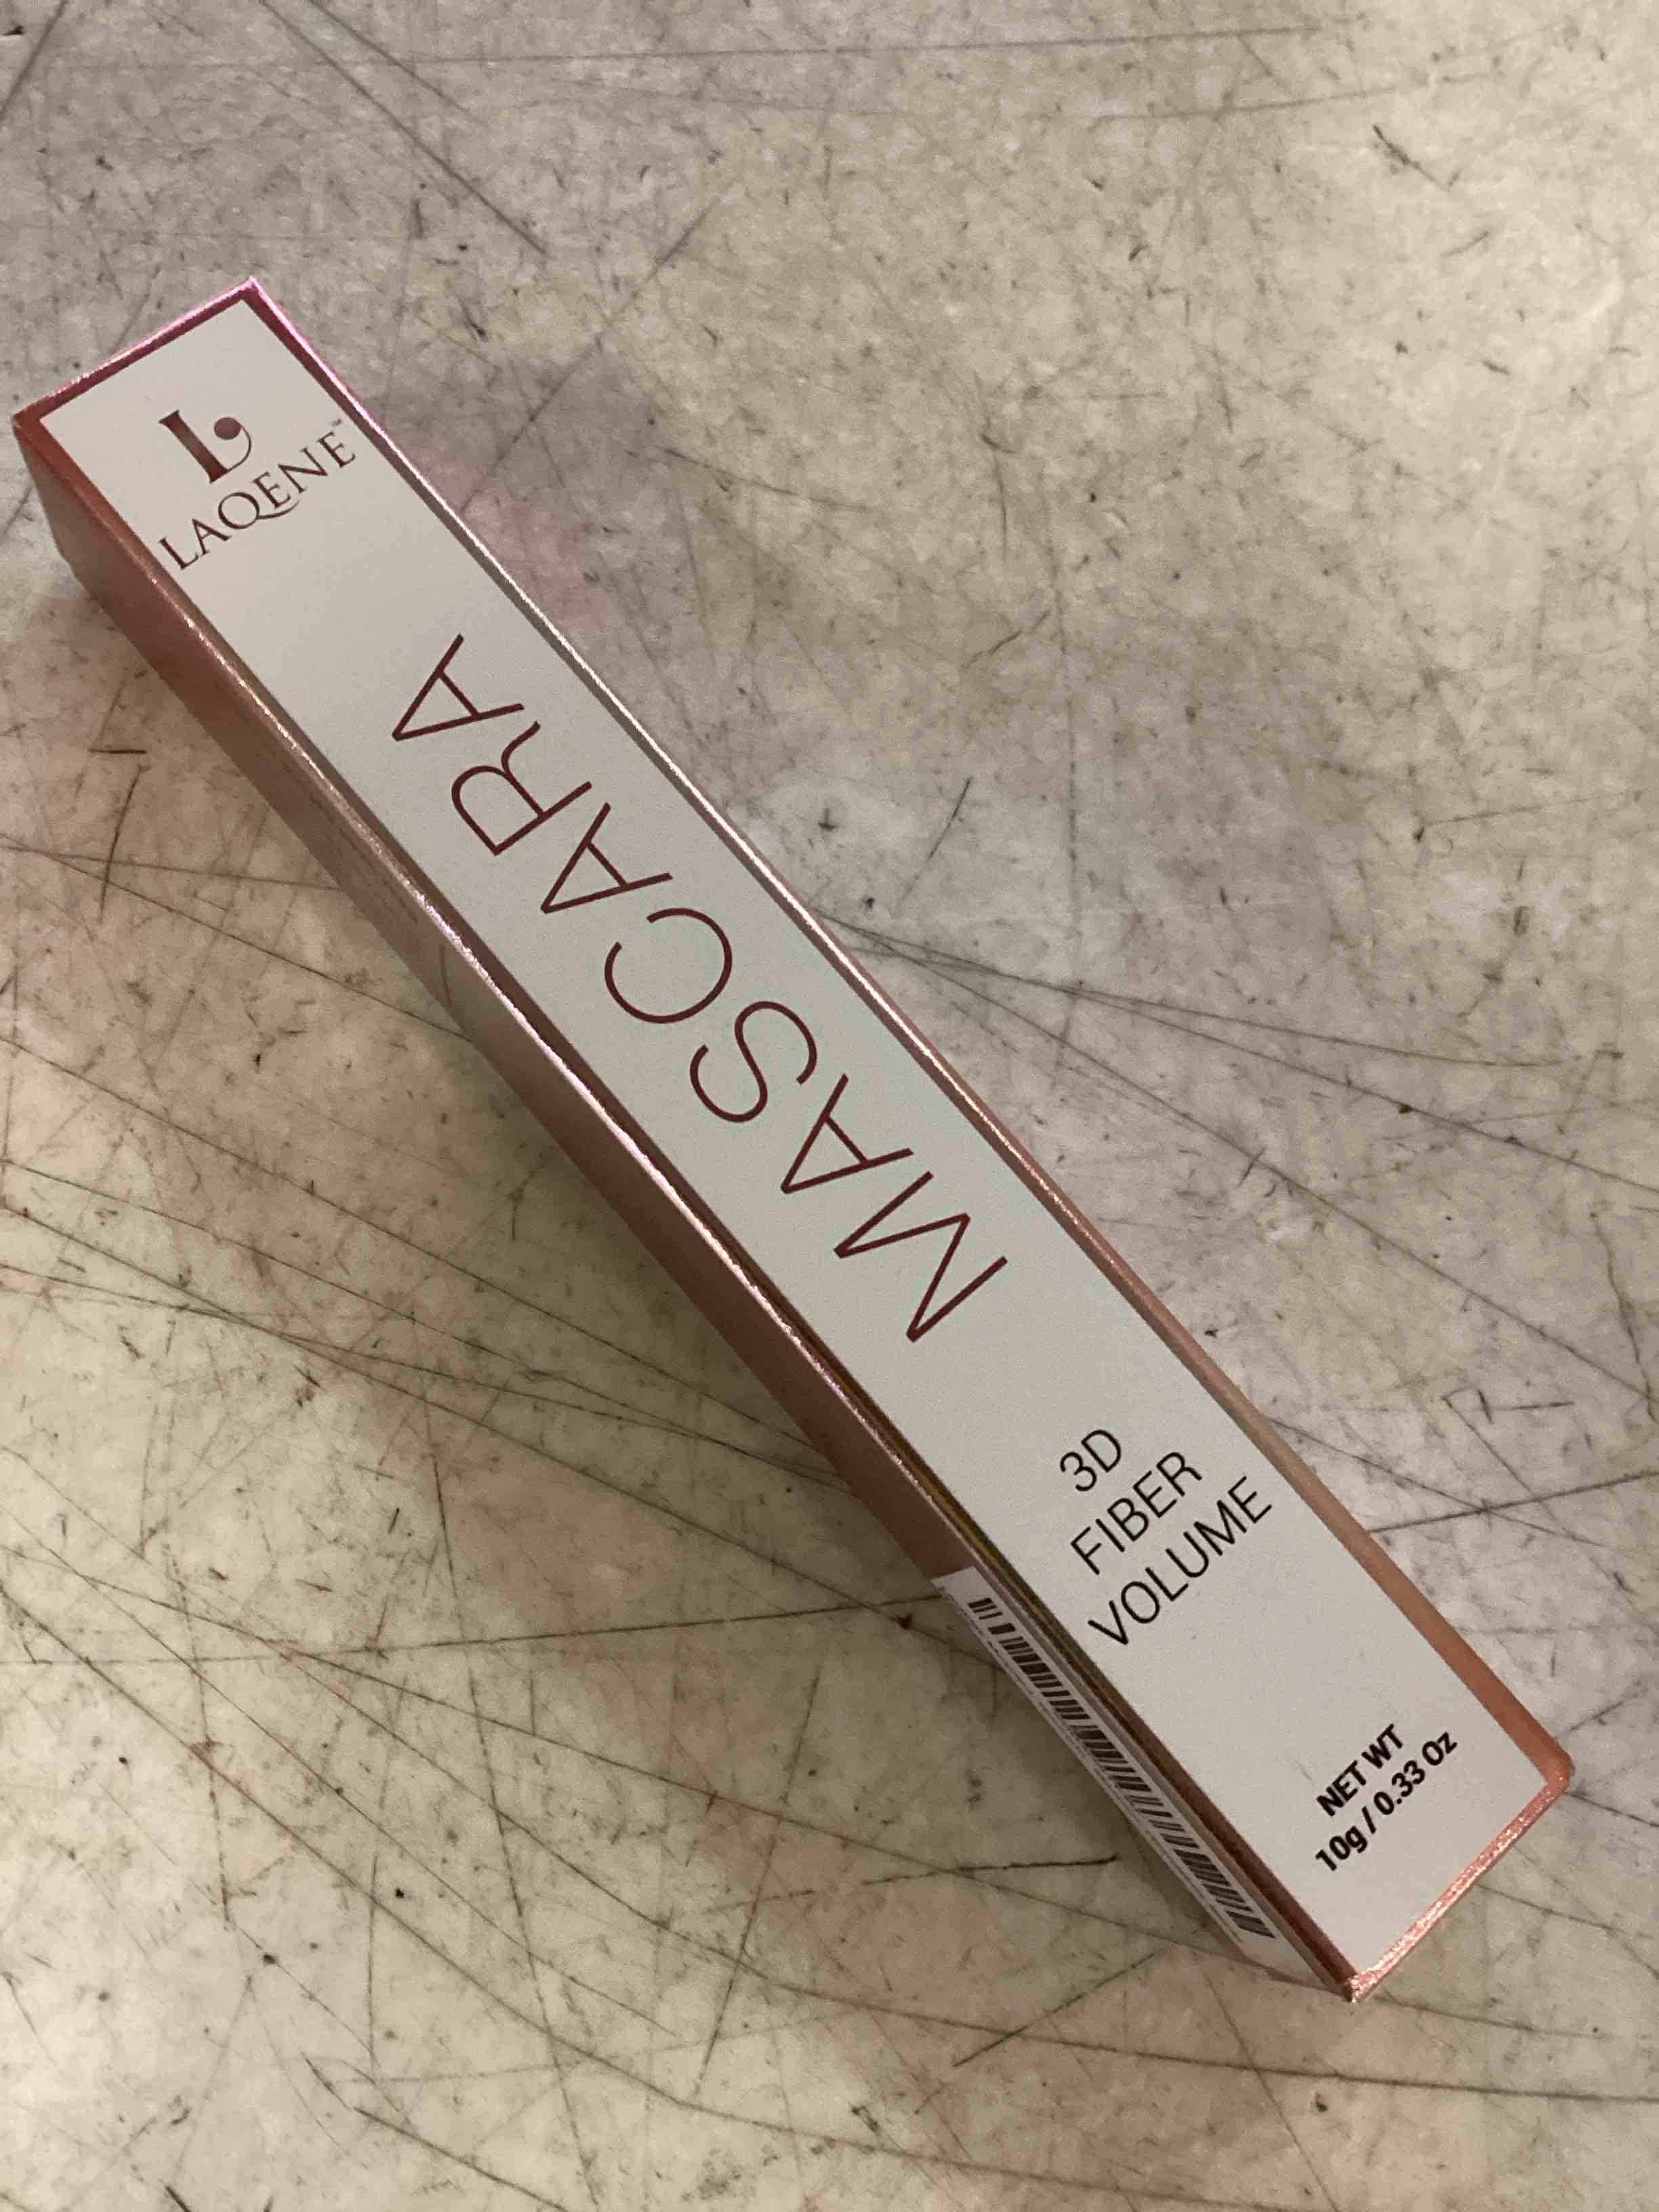 LAQENE™
MASCARA
3D
FIBER
VOLUME
NET WT
10g / 0.33 Oz